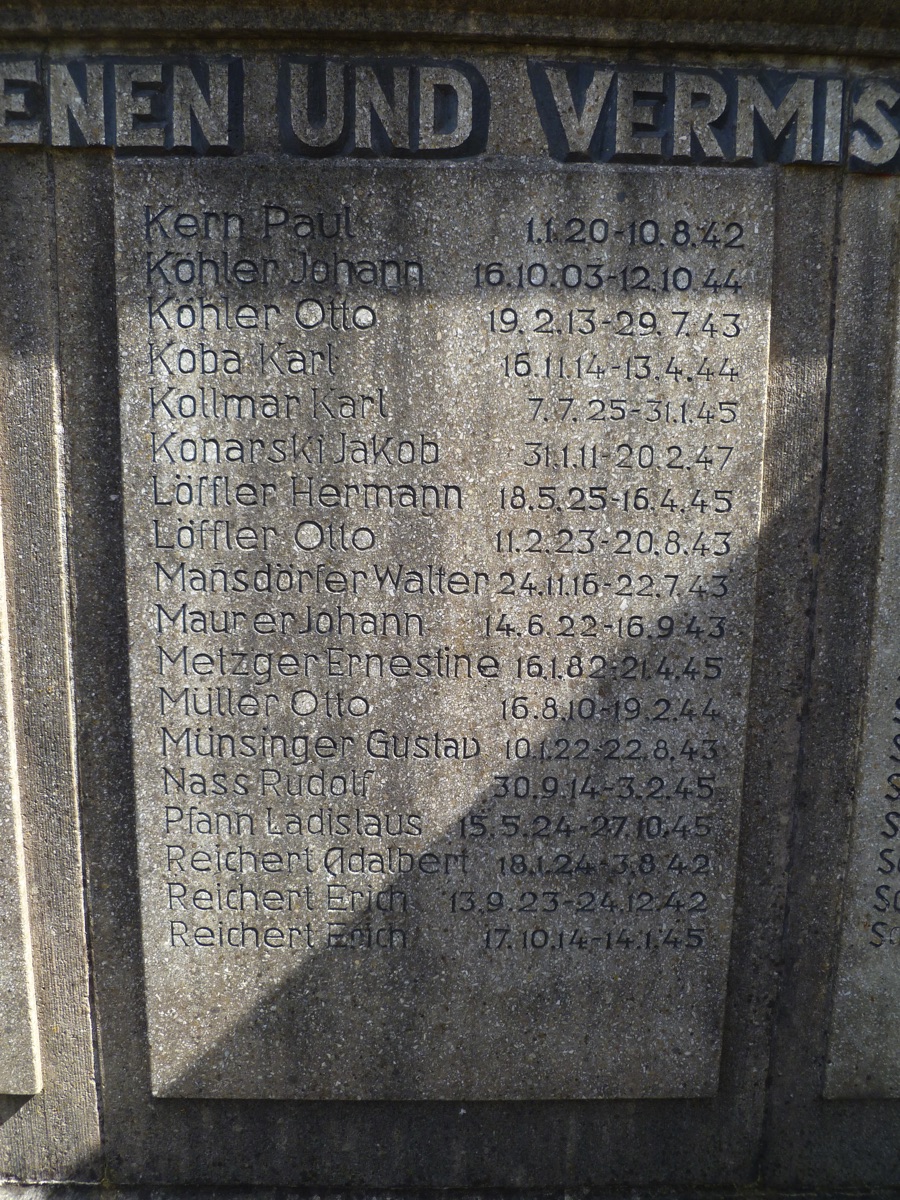 ENEN UND VERMIS
Kern Paul 1.1.20-10.8.42
Köhler Johann 16.10.03-12.10.44
Köhler Otto 19.2.13-29.7.43
Koba Karl 16.11.14-13.4.44
Kollmar Karl 7.7.25-31.1.45
Konarski Jakob 31.1.11-20.2.47
Löffler Hermann 18.5.25-16.4.45
Löffler Otto 11.2.23-20.8.43
Mansdörfer Walter 24.11.16-22.7.43
Maurer Johann 14.6.22-16.9.43
Metzger Ernestine 16.1.82-21.4.45
Müller Otto 16.8.10-19.2.44
Münsinger Gustav 10.1.22-22.8.43
Nass Rudolf 30.9.14-3.2.45
Pfann Ladislaus 15.5.24-27.10.45
Reichert Adalbert 18.1.24-3.8.42
Reichert Erich 13.9.23-24.12.42
Reichert Erich 17.10.14-14.1.45